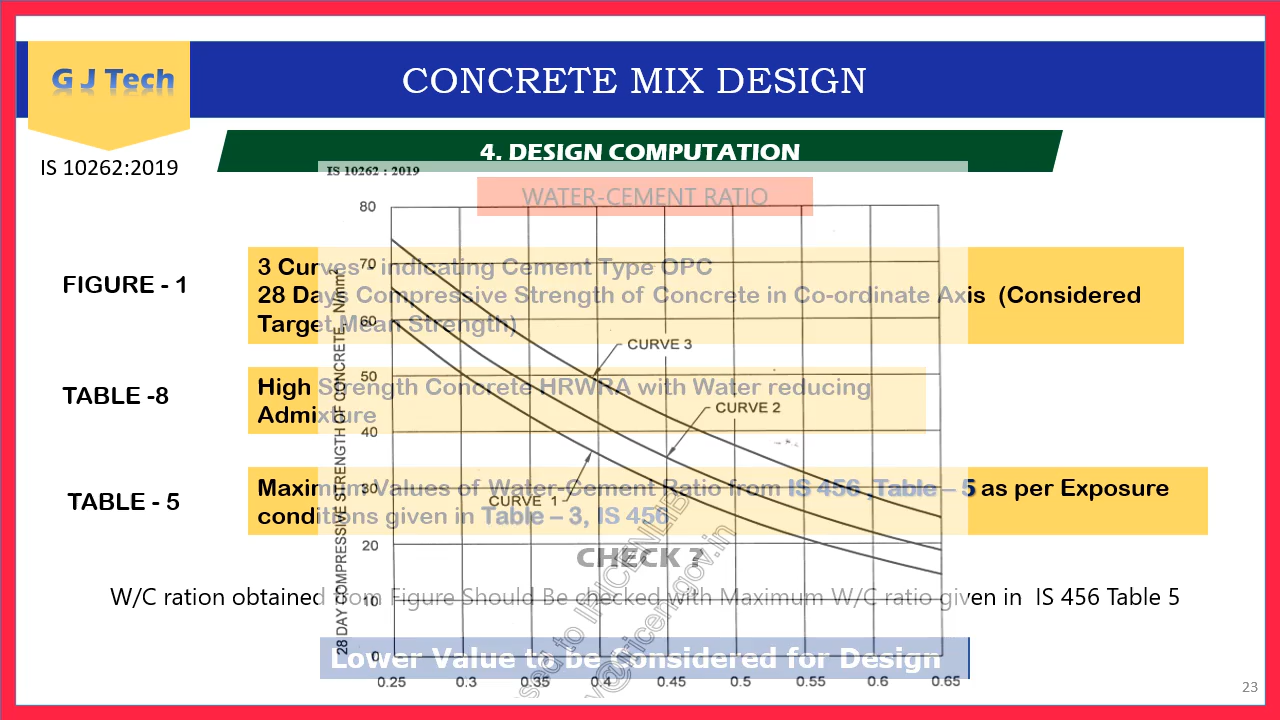 G J Tech
CONCRETE MIX DESIGN
IS 10262:2019
4. DESIGN COMPUTATION
IS 10262 : 2019
WATER-CEMENT RATIO
80
70
60
50
40
30
20
10
0
28 DAY COMPRESSIVE STRENGTH OF CONCRETE, N/mm²
FIGURE - 1
3 Curves - indicating Cement Type OPC
28 Days Compressive Strength of Concrete in Co-ordinate Axis (Considered
Target Mean Strength)
CURVE 3
TABLE -8
High Strength Concrete HRWRA with Water reducing
Admixture
CURVE 2
TABLE - 5
Maximum Values of Water-Cement Ratio from IS 456, Table – 5 as per Exposure
conditions given in Table – 3, IS 456
CURVE 1
CHECK ?
W/C ration obtained from Figure Should Be checked with Maximum W/C ratio given in IS 456 Table 5
Lower Value to be Considered for Design
0.25 0.3 0.35 0.4 0.45 0.5 0.55 0.6 0.65
23